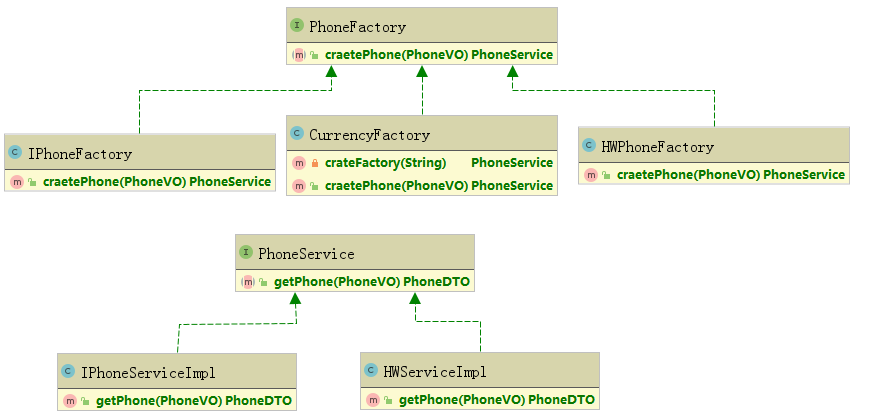 I PhoneFactory
m craetePhone(PhoneVO) PhoneService
C IPhoneFactory
m craetePhone(PhoneVO) PhoneService
C CurrencyFactory
m crateFactory(String) PhoneService
m craetePhone(PhoneVO) PhoneService
C HWPhoneFactory
m craetePhone(PhoneVO) PhoneService
I PhoneService
m getPhone(PhoneVO) PhoneDTO
C IPhoneServiceImpl
m getPhone(PhoneVO) PhoneDTO
C HWServiceImpl
m getPhone(PhoneVO) PhoneDTO